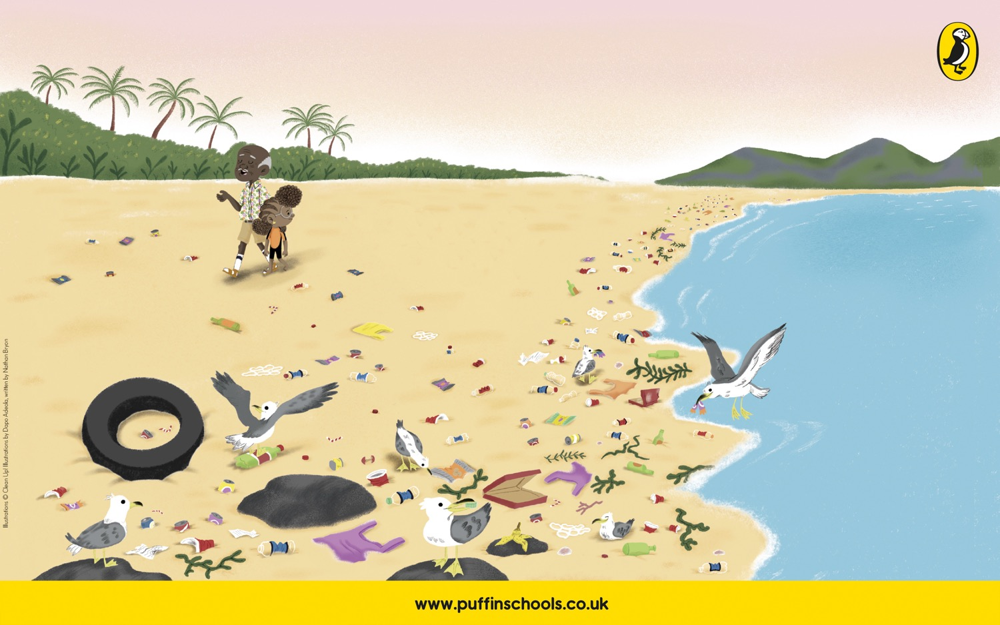 Illustrations © Clean Up! Illustrations by Dapo Adeola, written by Nathan Bryon
www.puffinschools.co.uk